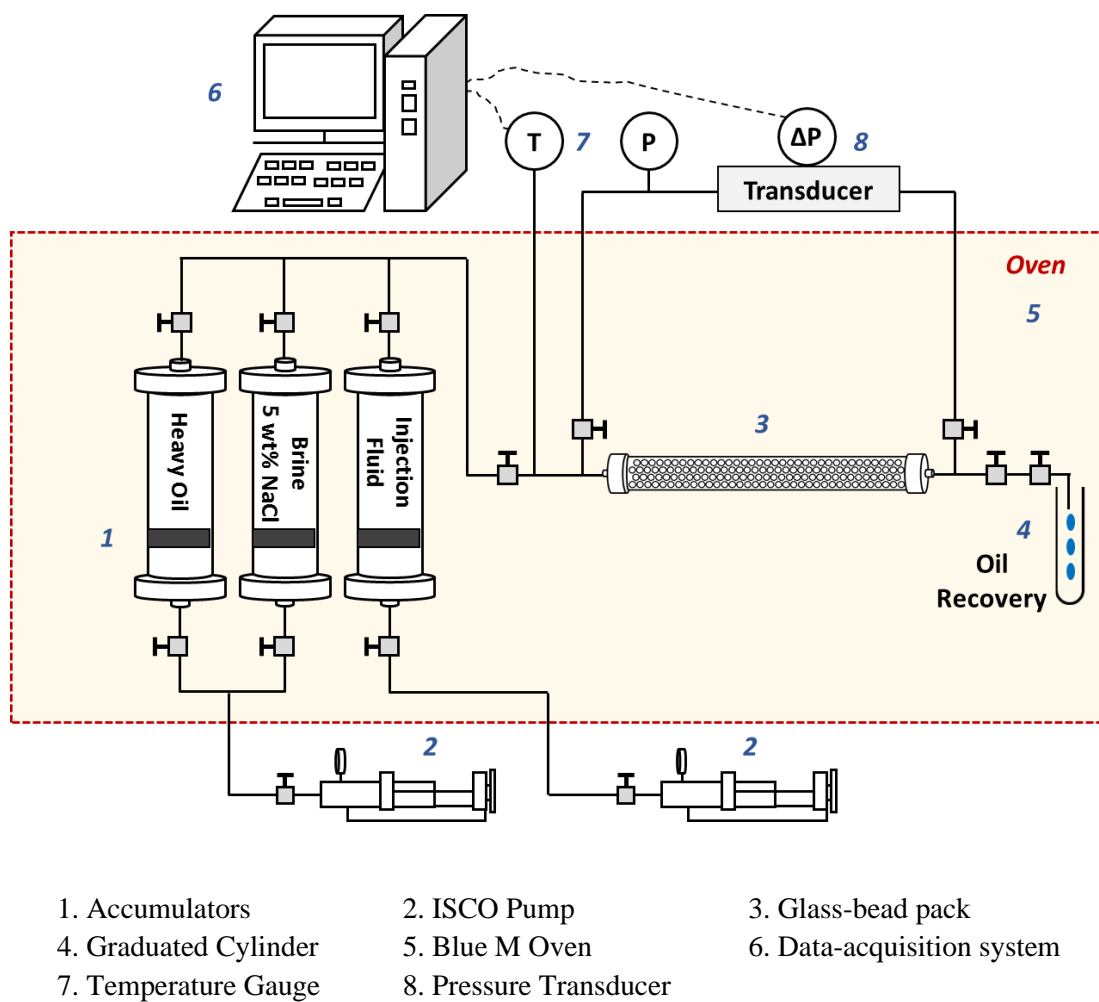 6
T
7
P
ΔP
8
Transducer
Oven
5
Heavy Oil
Brine
5 wt% NaCl
Injection
Fluid
3
1
4
Oil
Recovery
2
2
1. Accumulators
2. ISCO Pump
3. Glass-bead pack
4. Graduated Cylinder
5. Blue M Oven
6. Data-acquisition system
7. Temperature Gauge
8. Pressure Transducer